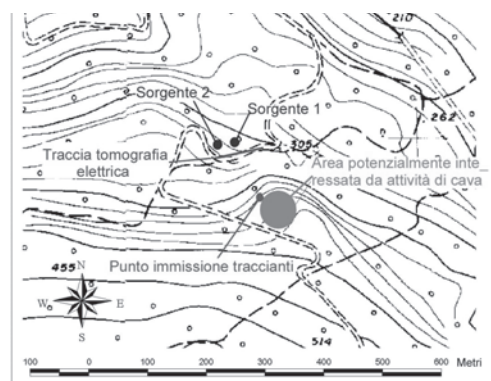 210
Sorgente 2
Sorgente 1
262
305
Traccia tomografia
elettrica
Area potenzialmente inte_
ressata da attività di cava
Punto immissione traccianti
455
N
W
E
S
514
100 0 100 200 300 400 500 600 Metri